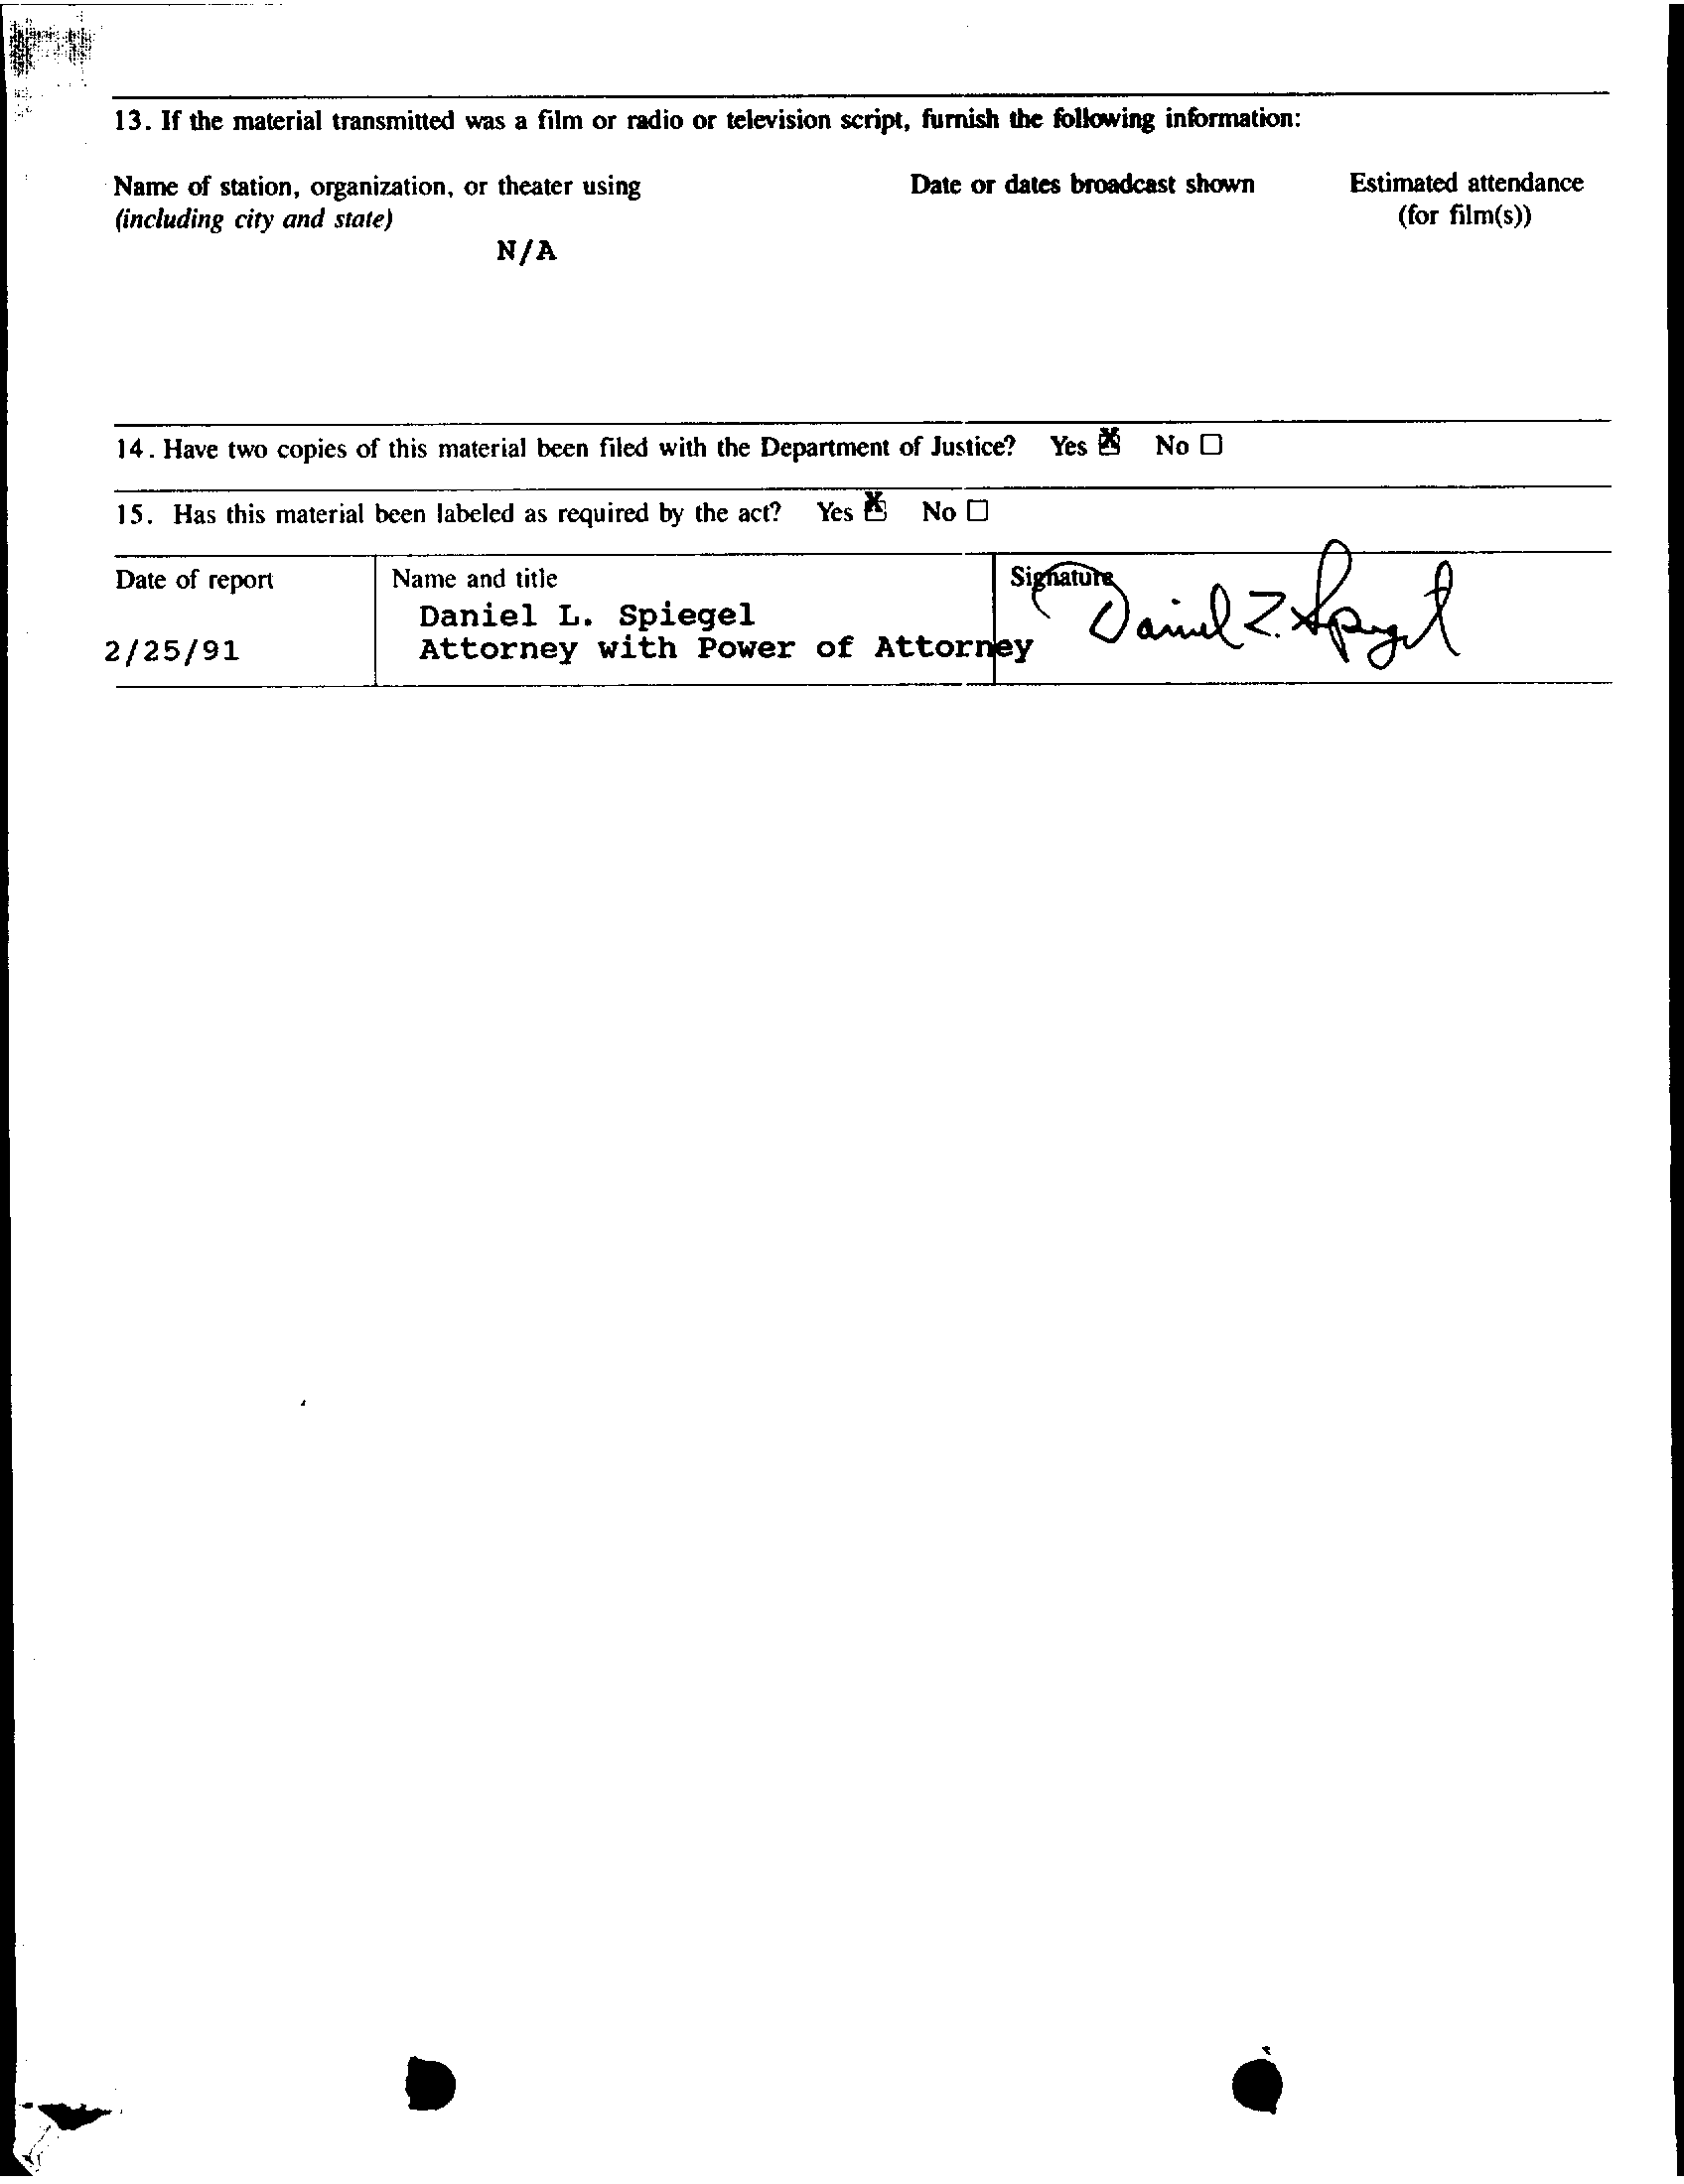 13. If the material transmitted was a film or radio or television script, furnish the following information:
Name of station, organization, or theater using Date or dates broadcast shown Estimated attendance
(including city and state) (for film(s))
N/A
14. Have two copies of this material been filed with the Department of Justice? Yes ☒ No ☐
15. Has this material been labeled as required by the act? Yes ☒ No ☐
Date of report Name and title Signature
Daniel L. Spiegel Daniel L. Spiegel
2/25/91 Attorney with Power of Attorney